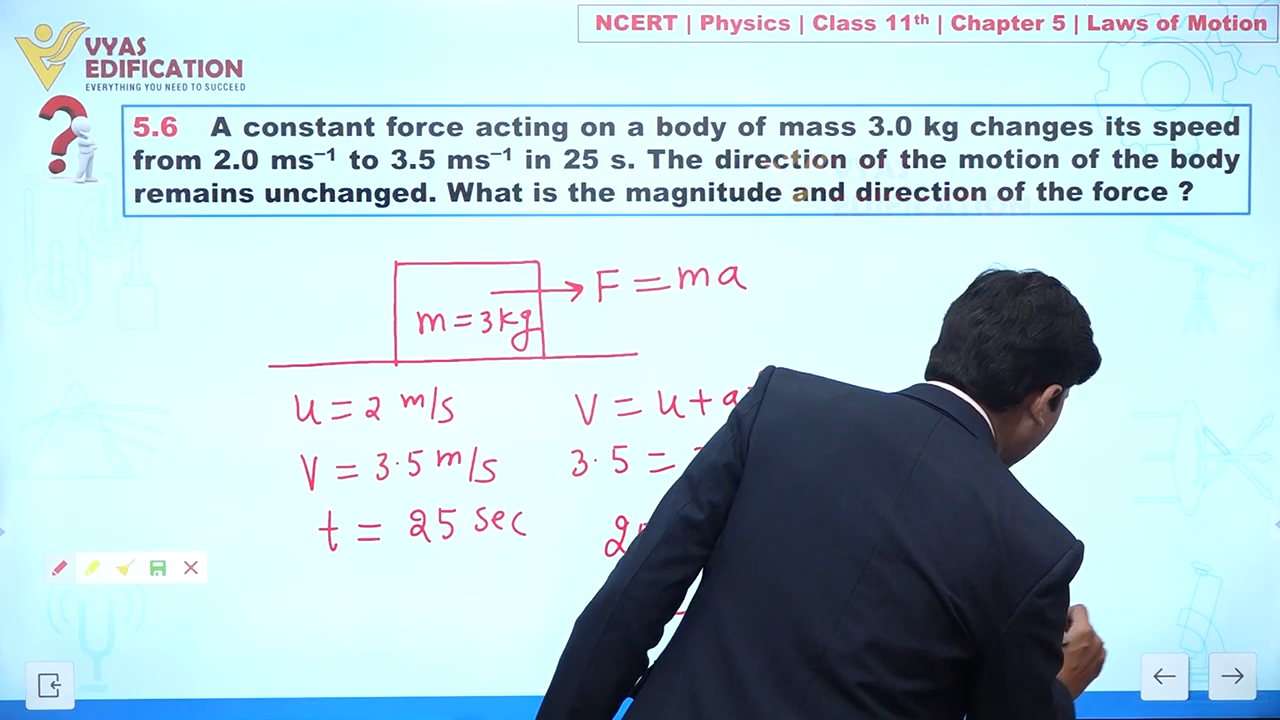 NCERT | Physics | Class 11th | Chapter 5 | Laws of Motion
VYAS
EDIFICATION
EVERYTHING YOU NEED TO SUCCEED
5.6 A constant force acting on a body of mass 3.0 kg changes its speed
from 2.0 ms⁻¹ to 3.5 ms⁻¹ in 25 s. The direction of the motion of the body
remains unchanged. What is the magnitude and direction of the force ?
F = ma
m = 3kg
u = 2 m/s
V = u + a
V = 3.5 m/s
3.5 =
t = 25 sec